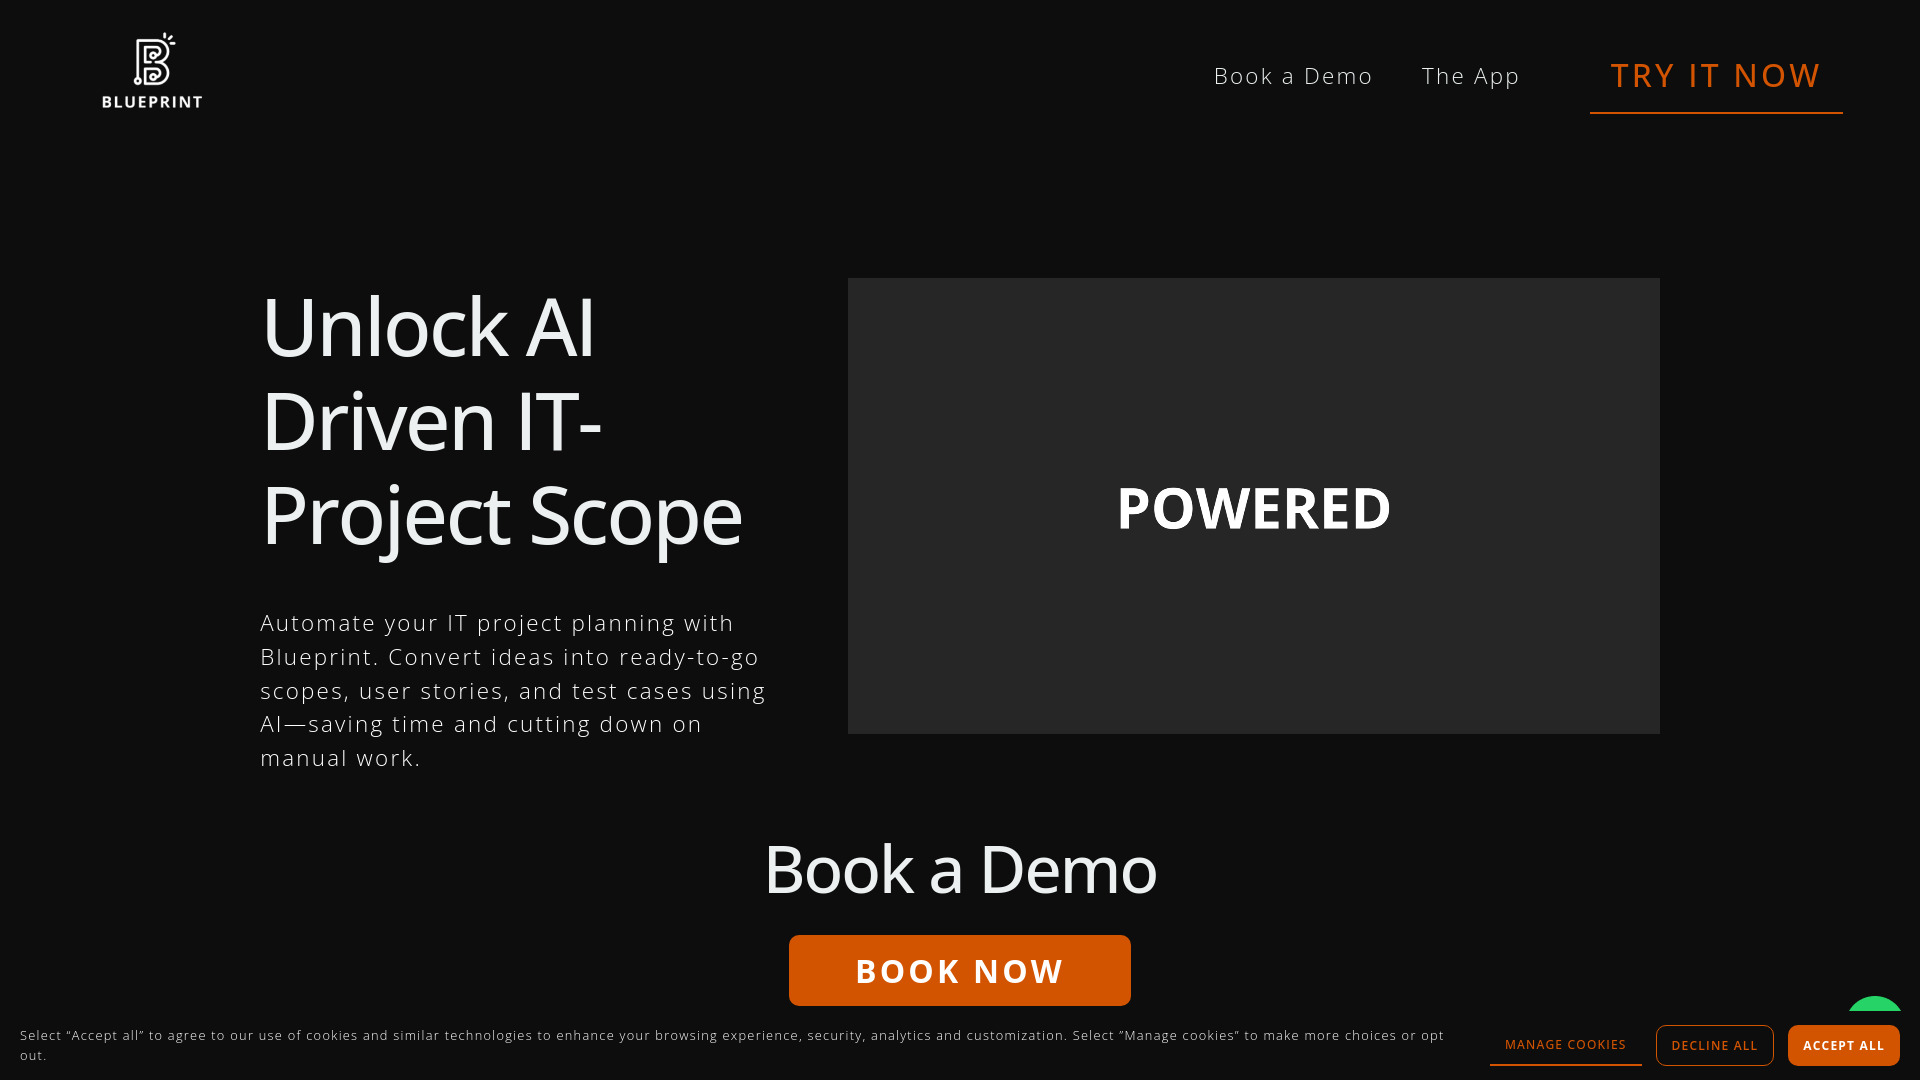 BLUEPRINT
Book a Demo
The App
TRY IT NOW
Unlock AI
Driven IT-
Project Scope
POWERED
Automate your IT project planning with
Blueprint. Convert ideas into ready-to-go
scopes, user stories, and test cases using
AI—saving time and cutting down on
manual work.
Book a Demo
BOOK NOW
Select “Accept all” to agree to our use of cookies and similar technologies to enhance your browsing experience, security, analytics and customization. Select ”Manage cookies” to make more choices or opt
out.
MANAGE COOKIES
DECLINE ALL
ACCEPT ALL